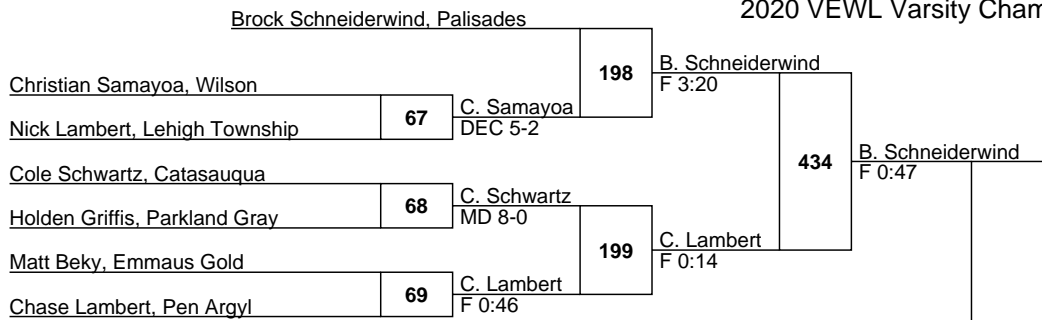 2020 VEWL Varsity Cham
Brock Schneiderwind, Palisades
198
B. Schneiderwind
F 3:20
Christian Samayoa, Wilson
67
C. Samayoa
DEC 5-2
Nick Lambert, Lehigh Township
434
B. Schneiderwind
F 0:47
Cole Schwartz, Catasauqua
68
C. Schwartz
MD 8-0
Holden Griffis, Parkland Gray
199
C. Lambert
F 0:14
Matt Beky, Emmaus Gold
69
C. Lambert
F 0:46
Chase Lambert, Pen Argyl